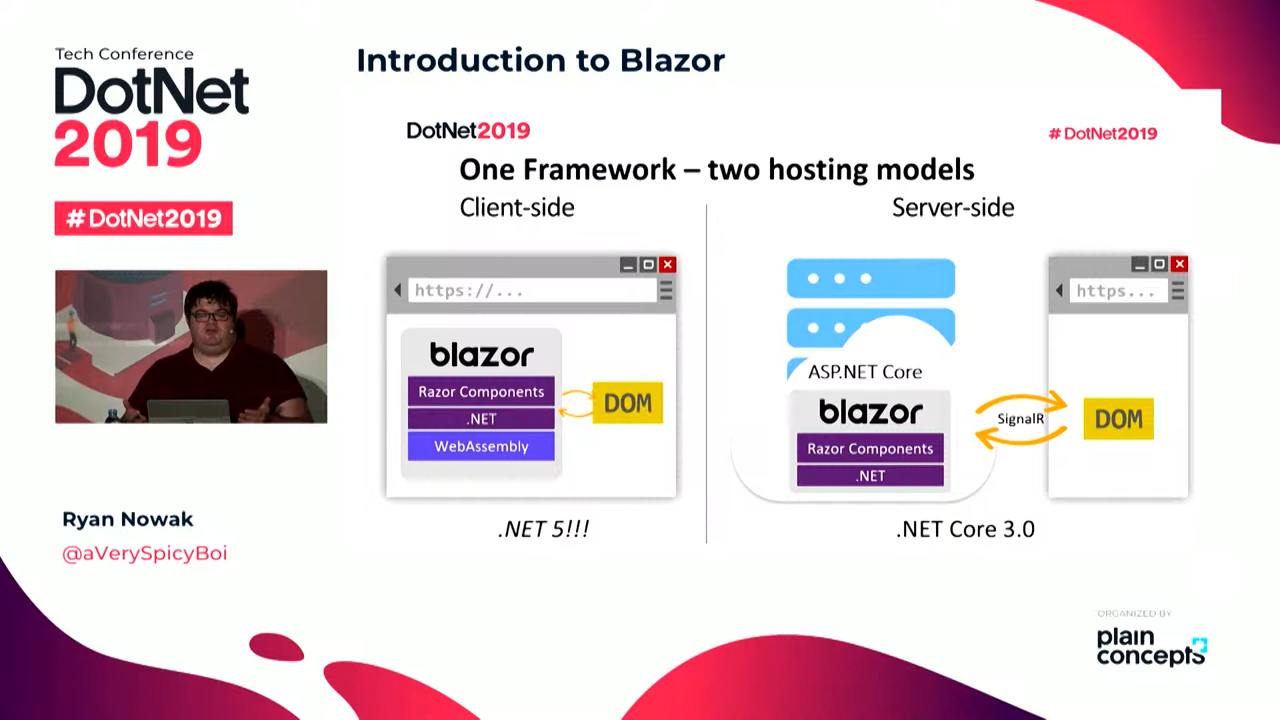 Tech Conference
DotNet
2019
#DotNet2019
Ryan Nowak
@aVerySpicyBoi
Introduction to Blazor
DotNet2019
# DotNet2019
One Framework – two hosting models
Client-side
https://...
blazor
Razor Components
.NET
WebAssembly
DOM
.NET 5!!!
Server-side
ASP.NET Core
blazor
Razor Components
.NET
SignalR
https...
DOM
.NET Core 3.0
ORGANIZED BY
plain
concepts